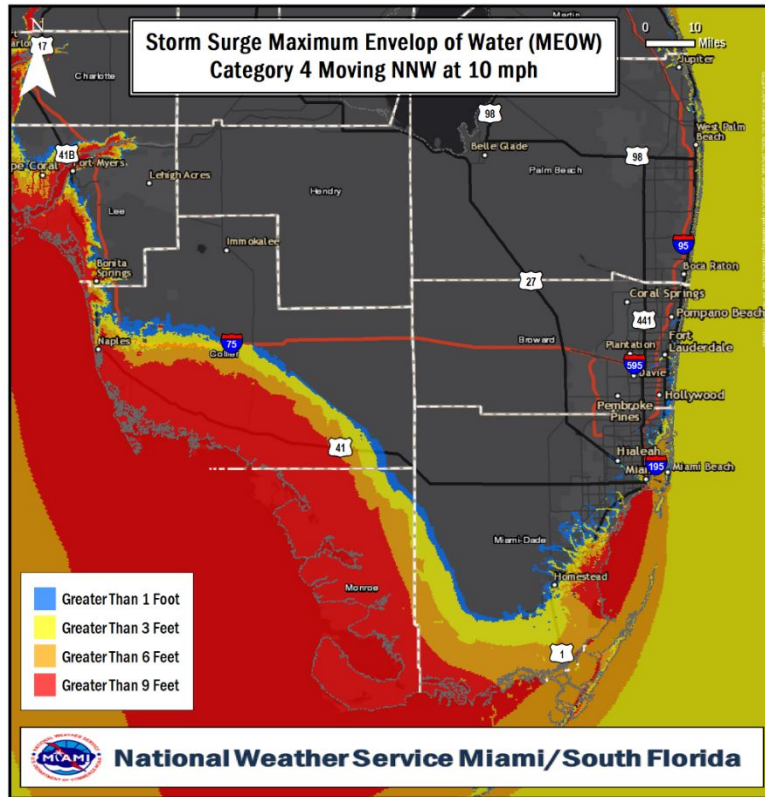 Storm Surge Maximum Envelop of Water (MEOW)
Category 4 Moving NNW at 10 mph
N
0 10
Miles
Martin
17
Charlotte
Jupiter
98
West Palm
Beach
Belle Glade
41B
Fort Myers
pe Coral
Lehigh Acres
Palm Beach
98
Hendry
Lee
Immokalee
95
Bonita
Springs
Boca Raton
27
Coral Springs
441
Pompano Beach
Naples
75
Collier
Broward
Plantation
Fort
Lauderdale
595
Davie
Hollywood
Pembroke
Pines
41
Hialeah
195
Miami Beach
Miami-Dade
Homestead
Monroe
1
Greater Than 1 Foot
Greater Than 3 Feet
Greater Than 6 Feet
Greater Than 9 Feet
MIAMI
National Weather Service Miami/South Florida